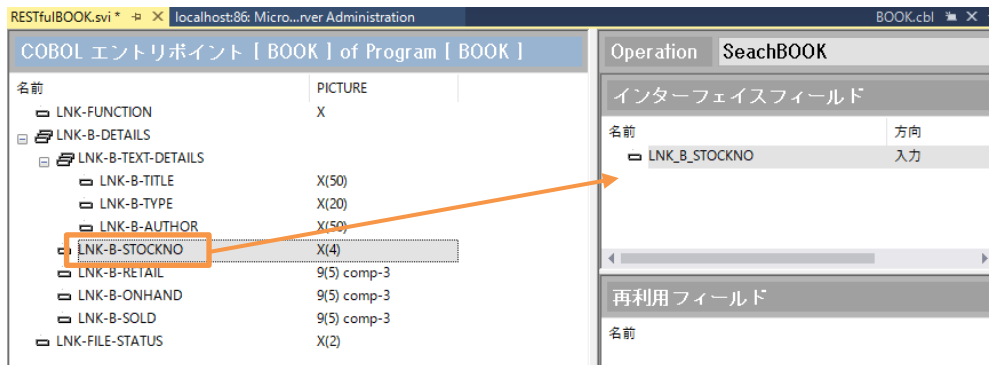 RESTfulBOOK.svi* localhost:86: Micro...rver Administration BOOK.cbl
COBOL エントリポイント [ BOOK ] of Program [ BOOK ]
名前 PICTURE
LNK-FUNCTION X
LNK-B-DETAILS
LNK-B-TEXT-DETAILS
LNK-B-TITLE X(50)
LNK-B-TYPE X(20)
LNK-B-AUTHOR X(50)
LNK-B-STOCKNO X(4)
LNK-B-RETAIL 9(5) comp-3
LNK-B-ONHAND 9(5) comp-3
LNK-B-SOLD 9(5) comp-3
LNK-FILE-STATUS X(2)
Operation SeachBOOK
インターフェイスフィールド
名前 方向
LNK_B_STOCKNO 入力
再利用フィールド
名前